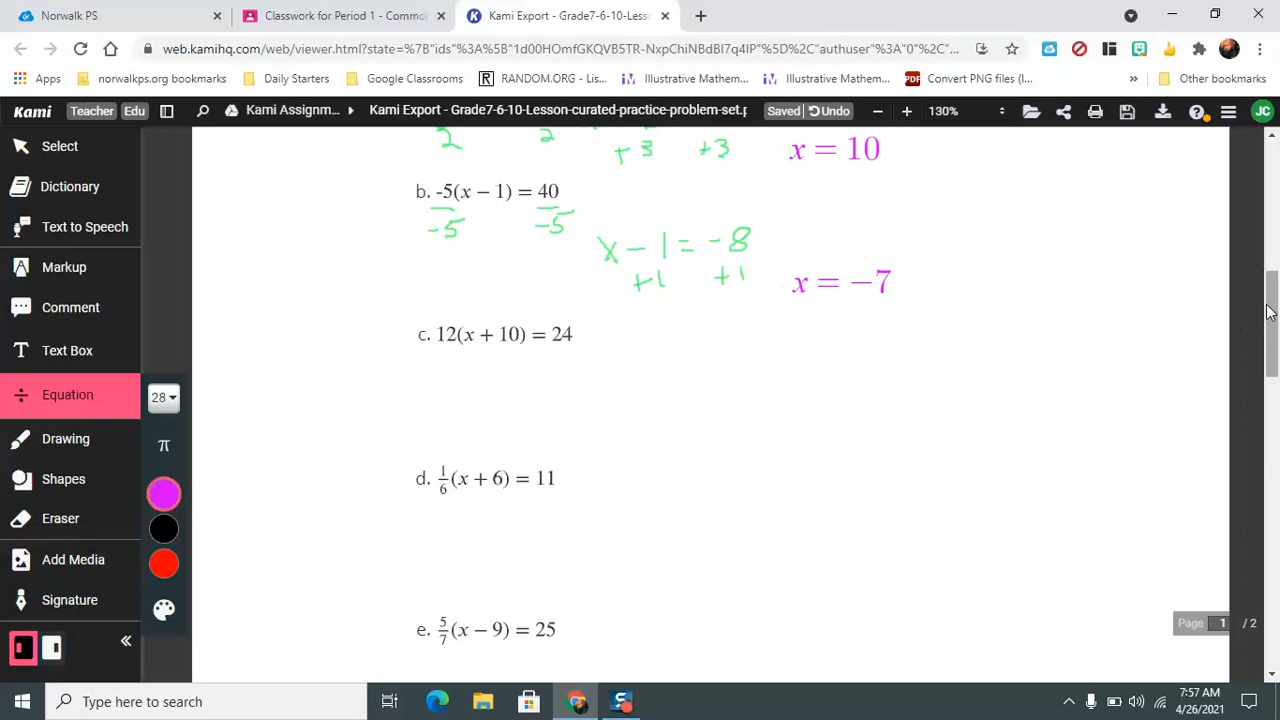 Norwalk PS
Classwork for Period 1 - Commo
Kami Export - Grade7-6-10-Lesson
web.kamihq.com/web/viewer.html?state=%7B"ids"%3A%5B"1d00HOmfGKQVB5TR-NxpChiNBdBI7q4IP"%5D%2C"authuser"%3A"0"%2C"...
Apps norwalkps.org bookmarks Daily Starters Google Classrooms RANDOM.ORG - Lis... Illustrative Mathem... Illustrative Mathem... PDF Convert PNG files (l... » Other bookmarks
Kami Teacher Edu Kami Assignm... Kami Export - Grade7-6-10-Lesson-curated-practice-problem-set.p Saved Undo 130% JC
Select
Dictionary
Text to Speech
Markup
Comment
Text Box
Equation
Drawing
Shapes
Eraser
Add Media
Signature
28
π
2 2 +3 +3 x = 10
b. -5(x − 1) = 40
-5 -5
x - 1 = -8
+1 +1
x = −7
c. 12(x + 10) = 24
d. 1/6(x + 6) = 11
e. 5/7(x − 9) = 25
Page 1 / 2
Type here to search
7:57 AM
4/26/2021